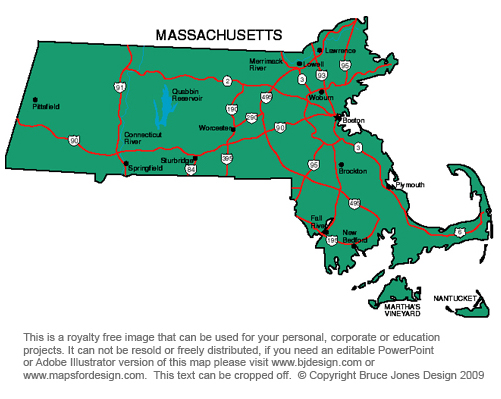 MASSACHUSETTS
Lawrence
Merrimack
River
Lowell
95
3
93
2
91
Quabbin
Reservoir
495
Woburn
Pittsfield
190
290
Boston
Worcester
90
Connecticut
River
90
3
Sturbridge
395
Springfield
84
95
Brockton
Plymouth
495
Fall
River
New
Bedford
195
6
MARTHA'S
VINEYARD
NANTUCKET
This is a royalty free image that can be used for your personal, corporate or education
projects. It can not be resold or freely distributed, if you need an editable PowerPoint
or Adobe Illustrator version of this map please visit www.bjdesign.com or
www.mapsfordesign.com. This text can be cropped off. © Copyright Bruce Jones Design 2009